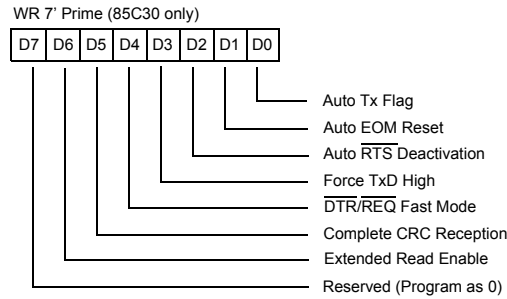 WR 7' Prime (85C30 only)
D7 D6 D5 D4 D3 D2 D1 D0
Auto Tx Flag
Auto EOM Reset
Auto RTS Deactivation
Force TxD High
DTR/REQ Fast Mode
Complete CRC Reception
Extended Read Enable
Reserved (Program as 0)